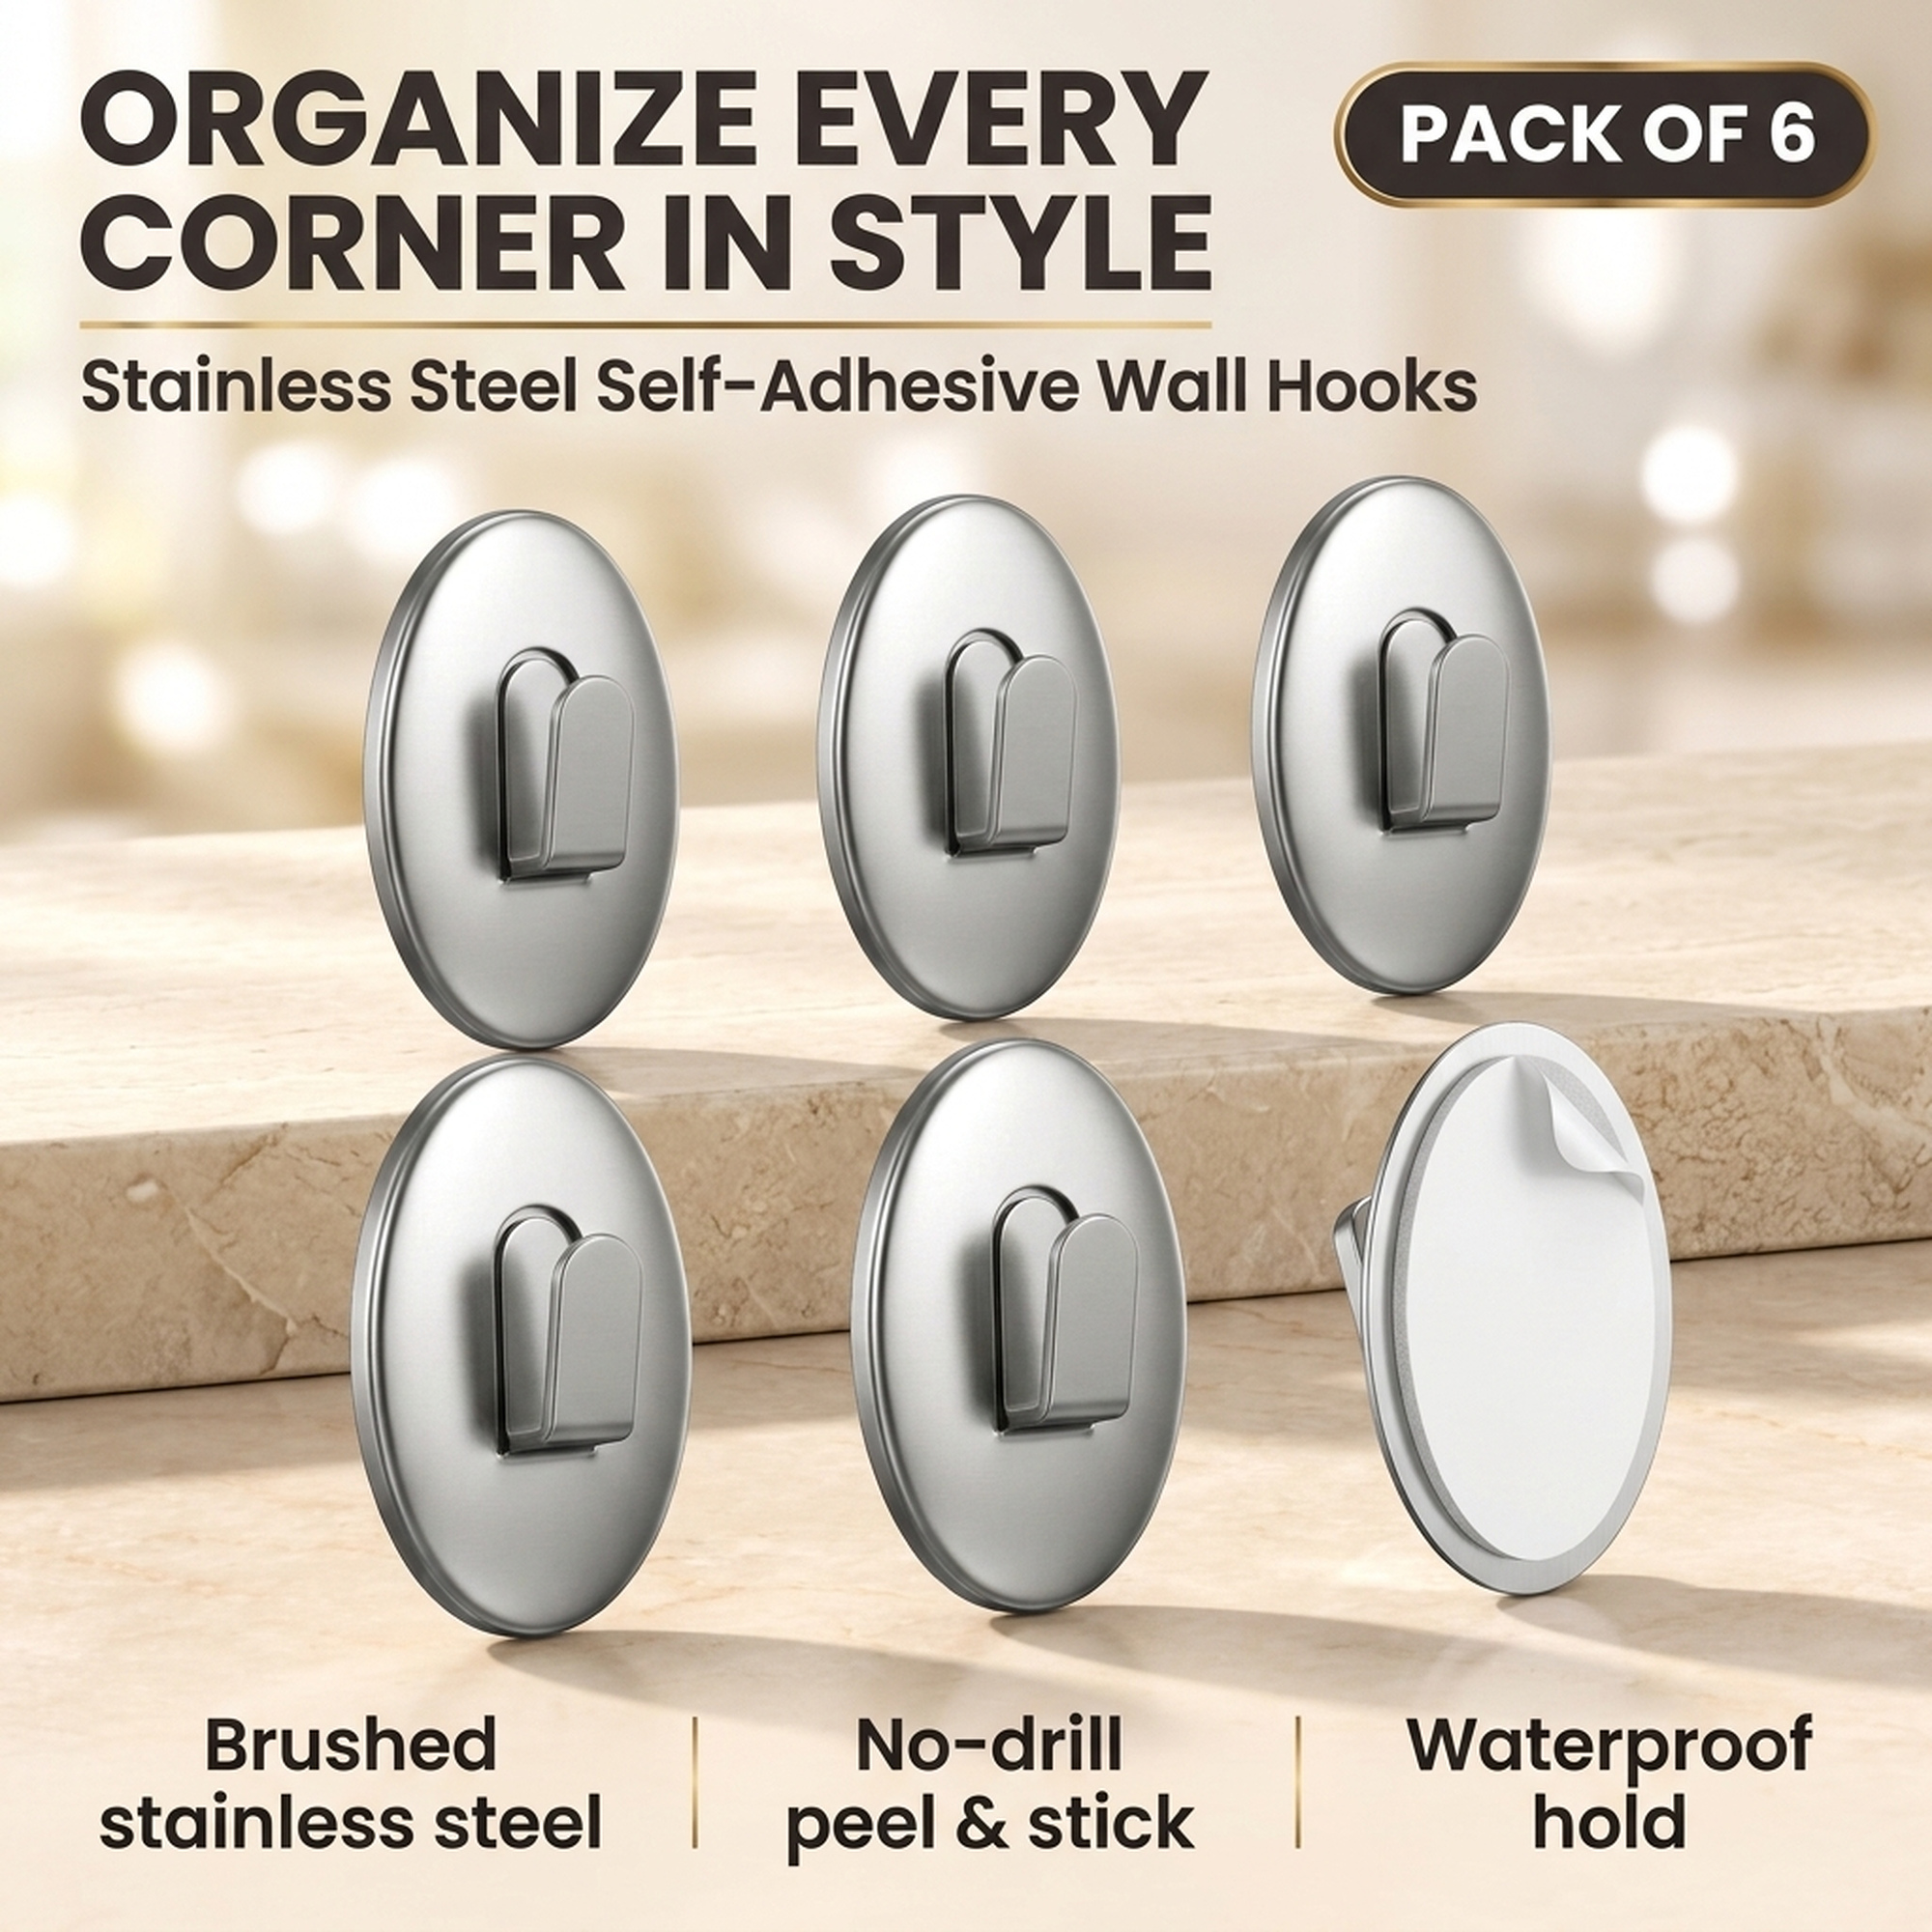 ORGANIZE EVERY
CORNER IN STYLE
PACK OF 6
Stainless Steel Self-Adhesive Wall Hooks
Brushed
stainless steel
No-drill
peel & stick
Waterproof
hold